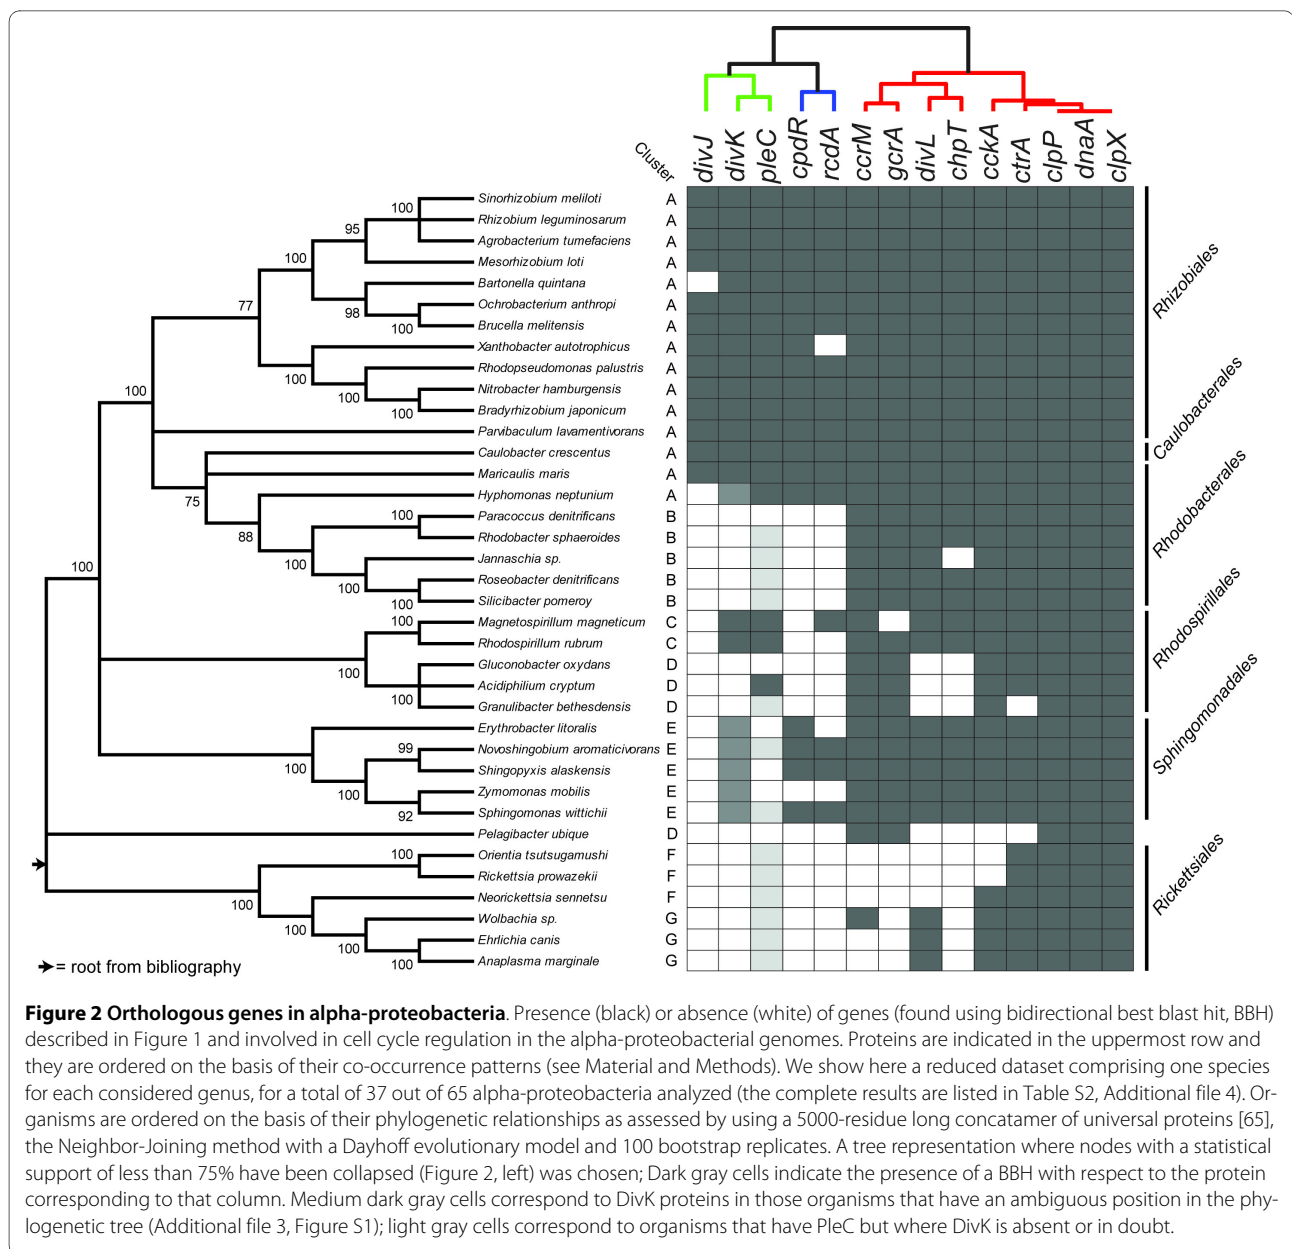 divJ divK pleC cpdR rcdA ccrM gcrA divL chpT cckA ctrA clpP dnaA clpX
Cluster
Sinorhizobium meliloti A
Rhizobium leguminosarum A
Agrobacterium tumefaciens A
Mesorhizobium loti A
Bartonella quintana A
Ochrobacterium anthropi A
Brucella melitensis A
Xanthobacter autotrophicus A
Rhodopseudomonas palustris A
Nitrobacter hamburgensis A
Bradyrhizobium japonicum A
Parvibaculum lavamentivorans A
Caulobacter crescentus A
Maricaulis maris A
Hyphomonas neptunium A
Paracoccus denitrificans B
Rhodobacter sphaeroides B
Jannaschia sp. B
Roseobacter denitrificans B
Silicibacter pomeroy B
Magnetospirillum magneticum C
Rhodospirillum rubrum C
Gluconobacter oxydans D
Acidiphilium cryptum D
Granulibacter bethesdensis D
Erythrobacter litoralis E
Novoshingobium aromaticivorans E
Shingopyxis alaskensis E
Zymomonas mobilis E
Sphingomonas wittichii E
Pelagibacter ubique D
Orientia tsutsugamushi F
Rickettsia prowazekii F
Neorickettsia sennetsu F
Wolbachia sp. G
Ehrlichia canis G
Anaplasma marginale G
100
95
100
98
100
77
100
100
100
100
75
88
100
100
100
100
100
100
100
100
99
100
100
92
100
100
100
100
100
Rhizobiales
Caulobacterales
Rhodobacterales
Rhodospirillales
Sphingomonadales
Rickettsiales
= root from bibliography
Figure 2 Orthologous genes in alpha-proteobacteria. Presence (black) or absence (white) of genes (found using bidirectional best blast hit, BBH)
described in Figure 1 and involved in cell cycle regulation in the alpha-proteobacterial genomes. Proteins are indicated in the uppermost row and
they are ordered on the basis of their co-occurrence patterns (see Material and Methods). We show here a reduced dataset comprising one species
for each considered genus, for a total of 37 out of 65 alpha-proteobacteria analyzed (the complete results are listed in Table S2, Additional file 4). Or-
ganisms are ordered on the basis of their phylogenetic relationships as assessed by using a 5000-residue long concatamer of universal proteins [65],
the Neighbor-Joining method with a Dayhoff evolutionary model and 100 bootstrap replicates. A tree representation where nodes with a statistical
support of less than 75% have been collapsed (Figure 2, left) was chosen; Dark gray cells indicate the presence of a BBH with respect to the protein
corresponding to that column. Medium dark gray cells correspond to DivK proteins in those organisms that have an ambiguous position in the phy-
logenetic tree (Additional file 3, Figure S1); light gray cells correspond to organisms that have PleC but where DivK is absent or in doubt.